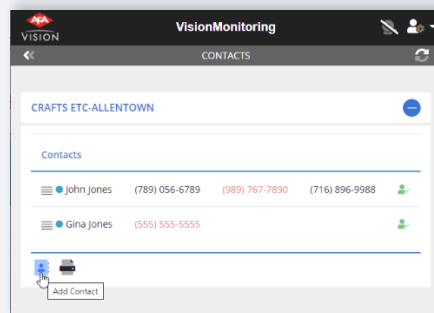 AFA
VISION
VisionMonitoring
CONTACTS
CRAFTS ETC-ALLENTOWN
Contacts
John Jones (789) 056-6789 (989) 767-7890 (716) 896-9988
Gina Jones (555) 555-5555
Add Contact